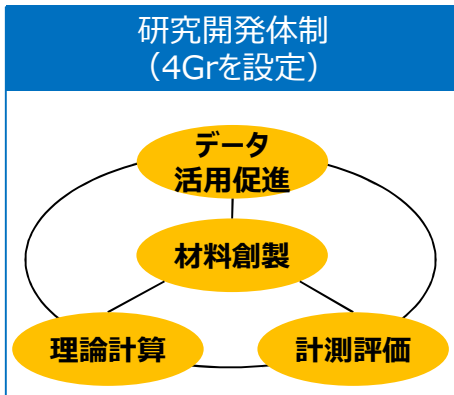 研究開発体制
（4Grを設定）
データ
活用促進
材料創製
理論計算
計測評価